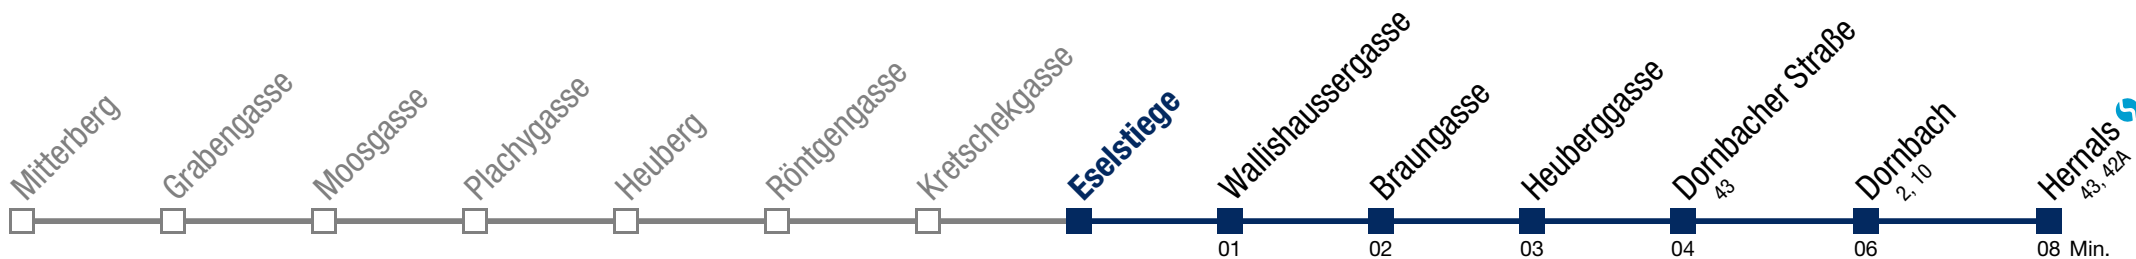 Mitterberg
Grabengasse
Moosgasse
Plachygasse
Heuberg
Röntgengasse
Kretschekgasse
Eselstiege
Wallishaussergasse
Braungasse
Heuberggasse
Dornbacher Straße
43
Dornbach
2, 10
Hernals
43, 42A
01
02
03
04
06
08 Min.